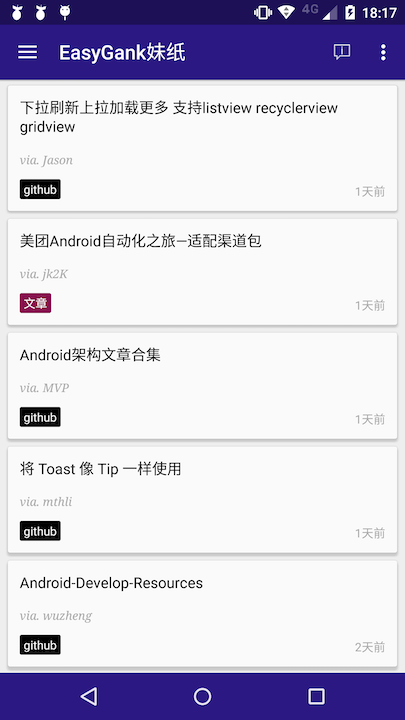 4G 18:17
EasyGank妹纸
下拉刷新上拉加载更多 支持listview recyclerview
gridview
via. Jason
github
1天前
美团Android自动化之旅—适配渠道包
via. jk2K
文章
1天前
Android架构文章合集
via. MVP
github
1天前
将 Toast 像 Tip 一样使用
via. mthli
github
1天前
Android-Develop-Resources
via. wuzheng
github
2天前